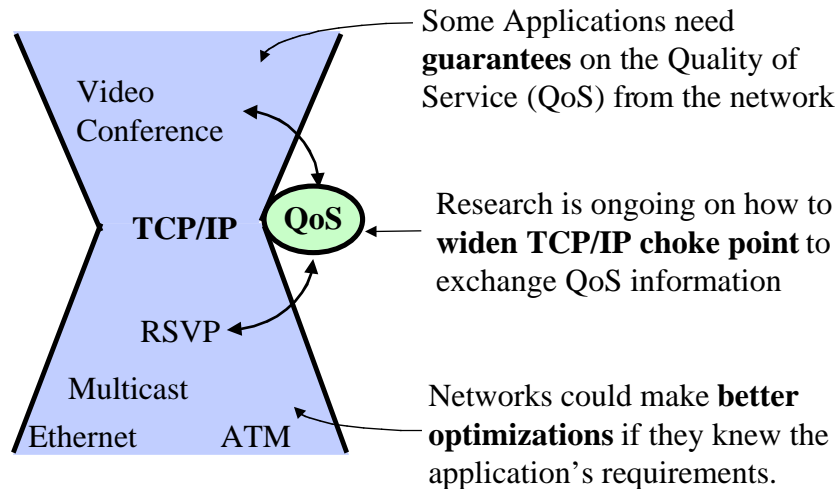 Some Applications need
guarantees on the Quality of
Service (QoS) from the network
Video
Conference
TCP/IP
QoS
Research is ongoing on how to
widen TCP/IP choke point to
exchange QoS information
RSVP
Multicast
Ethernet
ATM
Networks could make better
optimizations if they knew the
application's requirements.